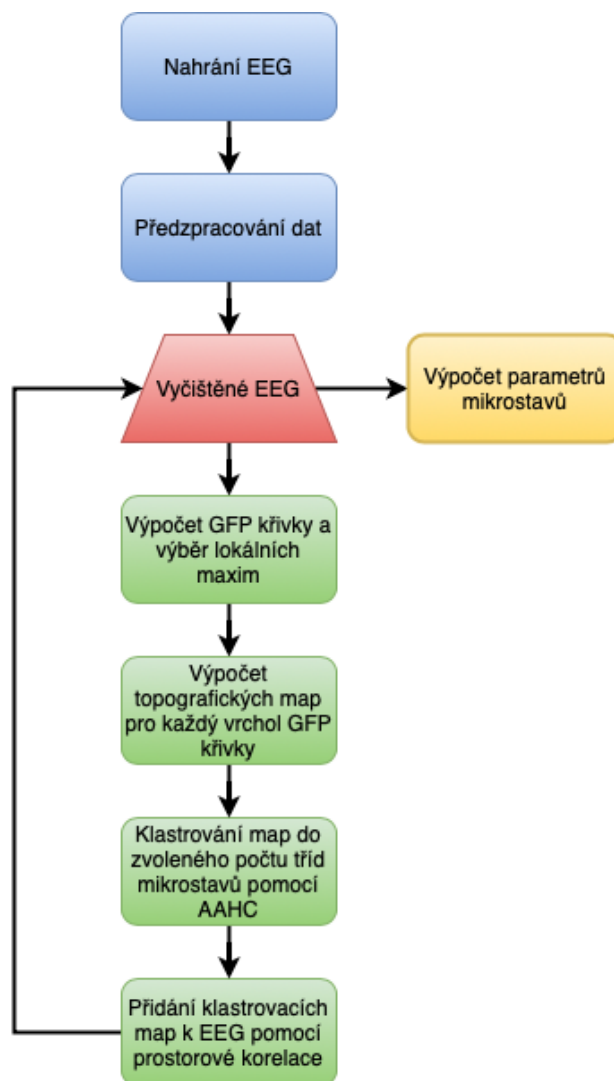 Nahrání EEG
Předzpracování dat
Vyčištěné EEG
Výpočet parametrů
mikrostavů
Výpočet GFP křivky a
výběr lokálních
maxim
Výpočet
topografických map
pro každý vrchol GFP
křivky
Klastrování map do
zvoleného počtu tříd
mikrostavů pomocí
AAHC
Přidání klastrovacích
map k EEG pomocí
prostorové korelace